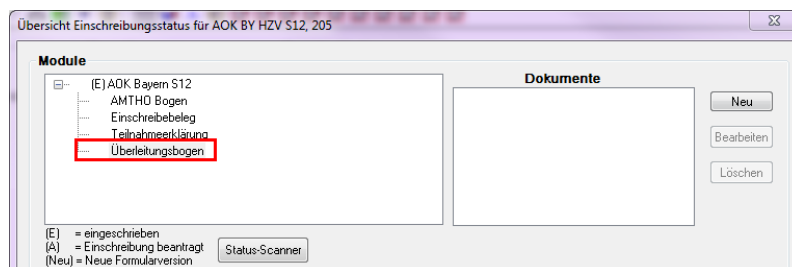 Übersicht Einschreibungsstatus für AOK BY HZV S12, 205
Module
(E) AOK Bayern S12
AMTHO Bogen
Einschreibebeleg
Teilnahmeerklärung
Überleitungsbogen
Dokumente
Neu
Bearbeiten
Löschen
(E) = eingeschrieben
(A) = Einschreibung beantragt
(Neu) = Neue Formularversion
Status-Scanner